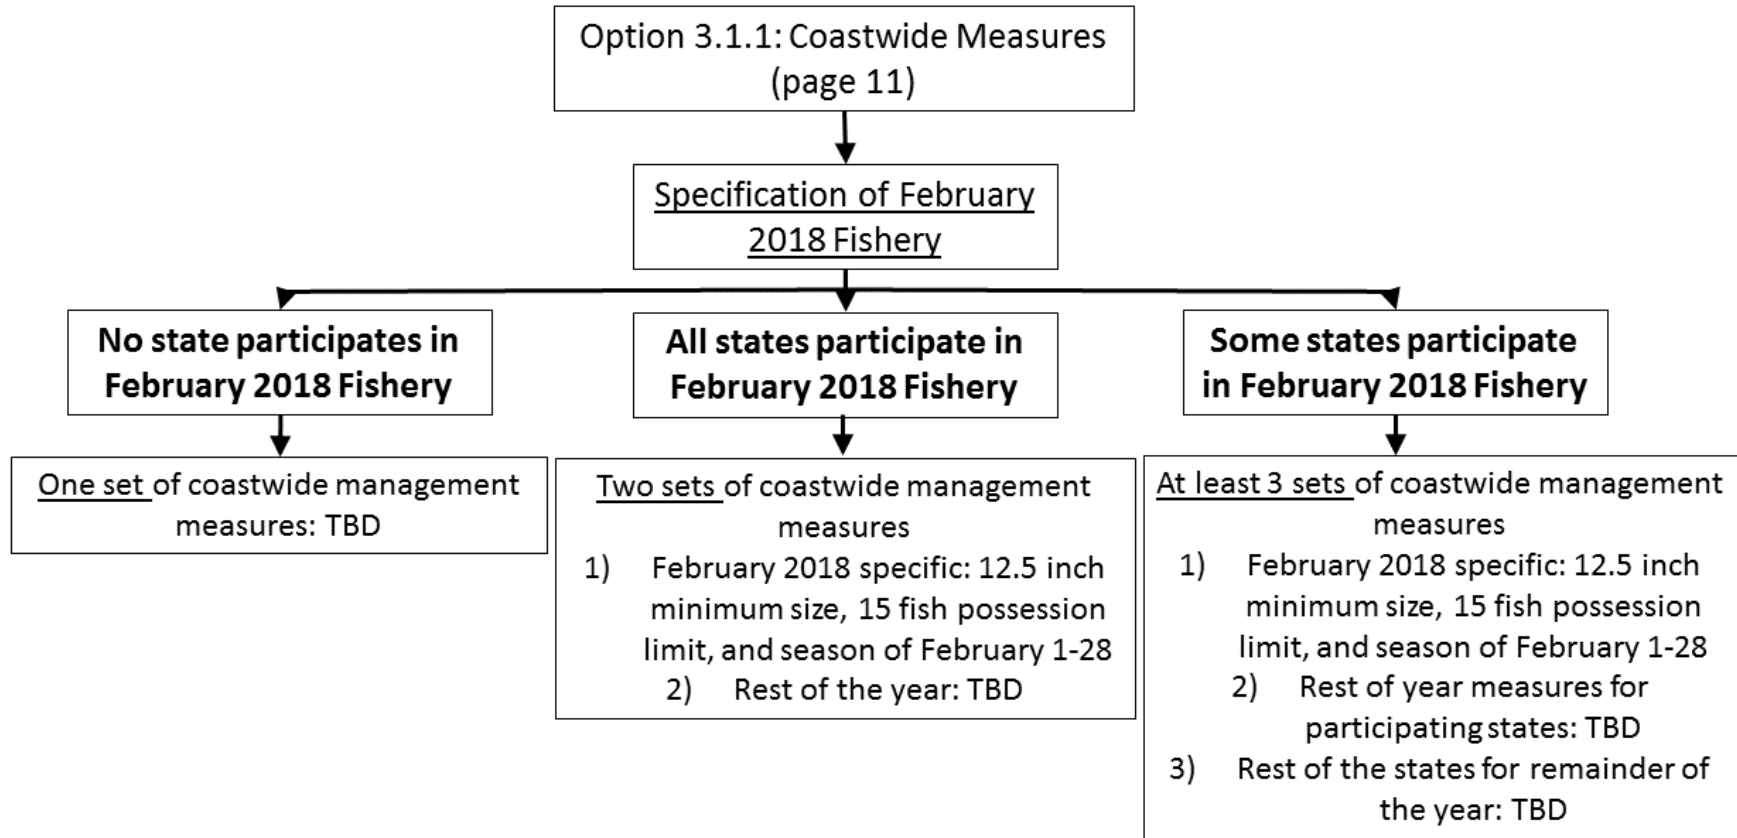 Option 3.1.1: Coastwide Measures
(page 11)
Specification of February
2018 Fishery
No state participates in
February 2018 Fishery
All states participate in
February 2018 Fishery
Some states participate
in February 2018 Fishery
One set of coastwide management
measures: TBD
Two sets of coastwide management
measures
1) February 2018 specific: 12.5 inch
minimum size, 15 fish possession
limit, and season of February 1-28
2) Rest of the year: TBD
At least 3 sets of coastwide management
measures
1) February 2018 specific: 12.5 inch
minimum size, 15 fish possession
limit, and season of February 1-28
2) Rest of year measures for
participating states: TBD
3) Rest of the states for remainder of
the year: TBD